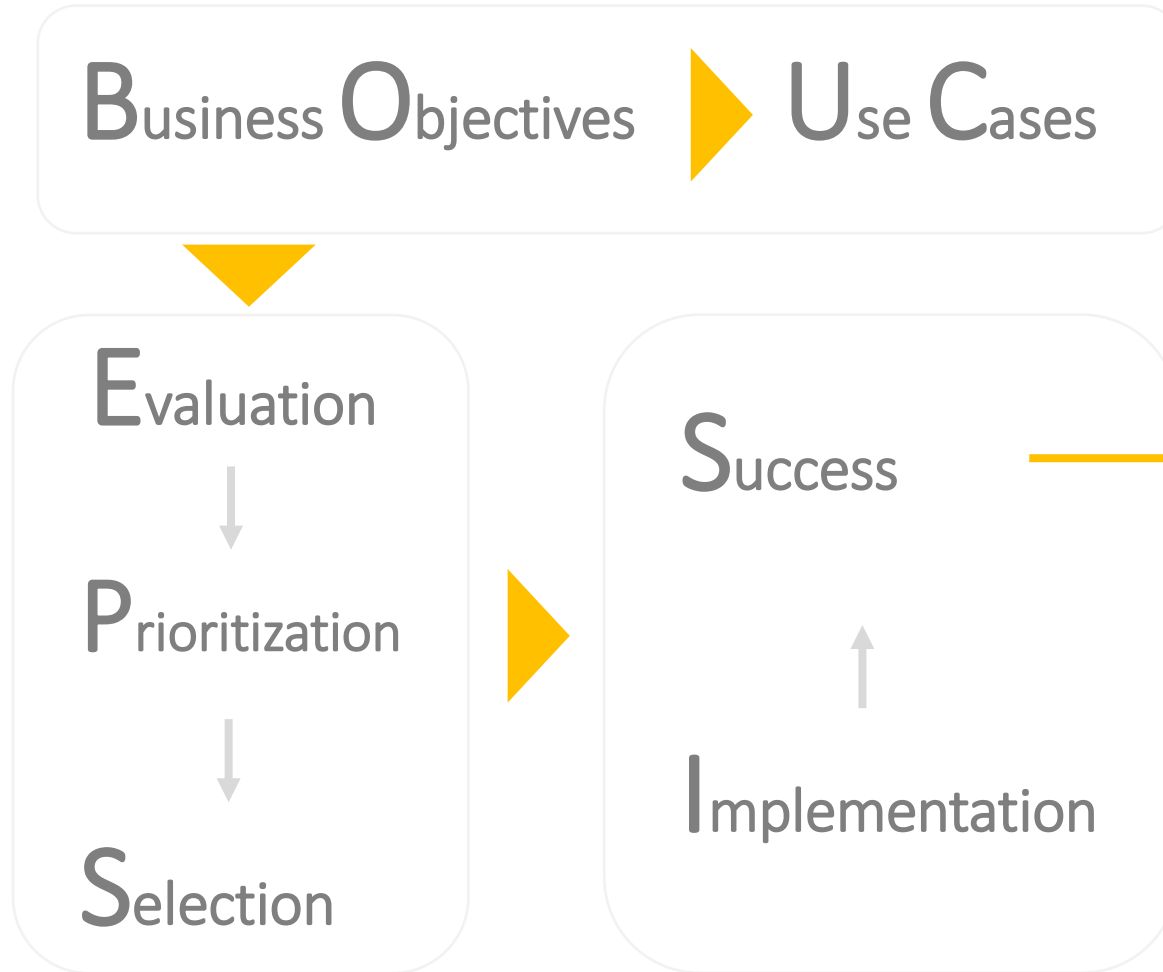 Business Objectives Use Cases
Evaluation
Prioritization
Selection
Success
Implementation